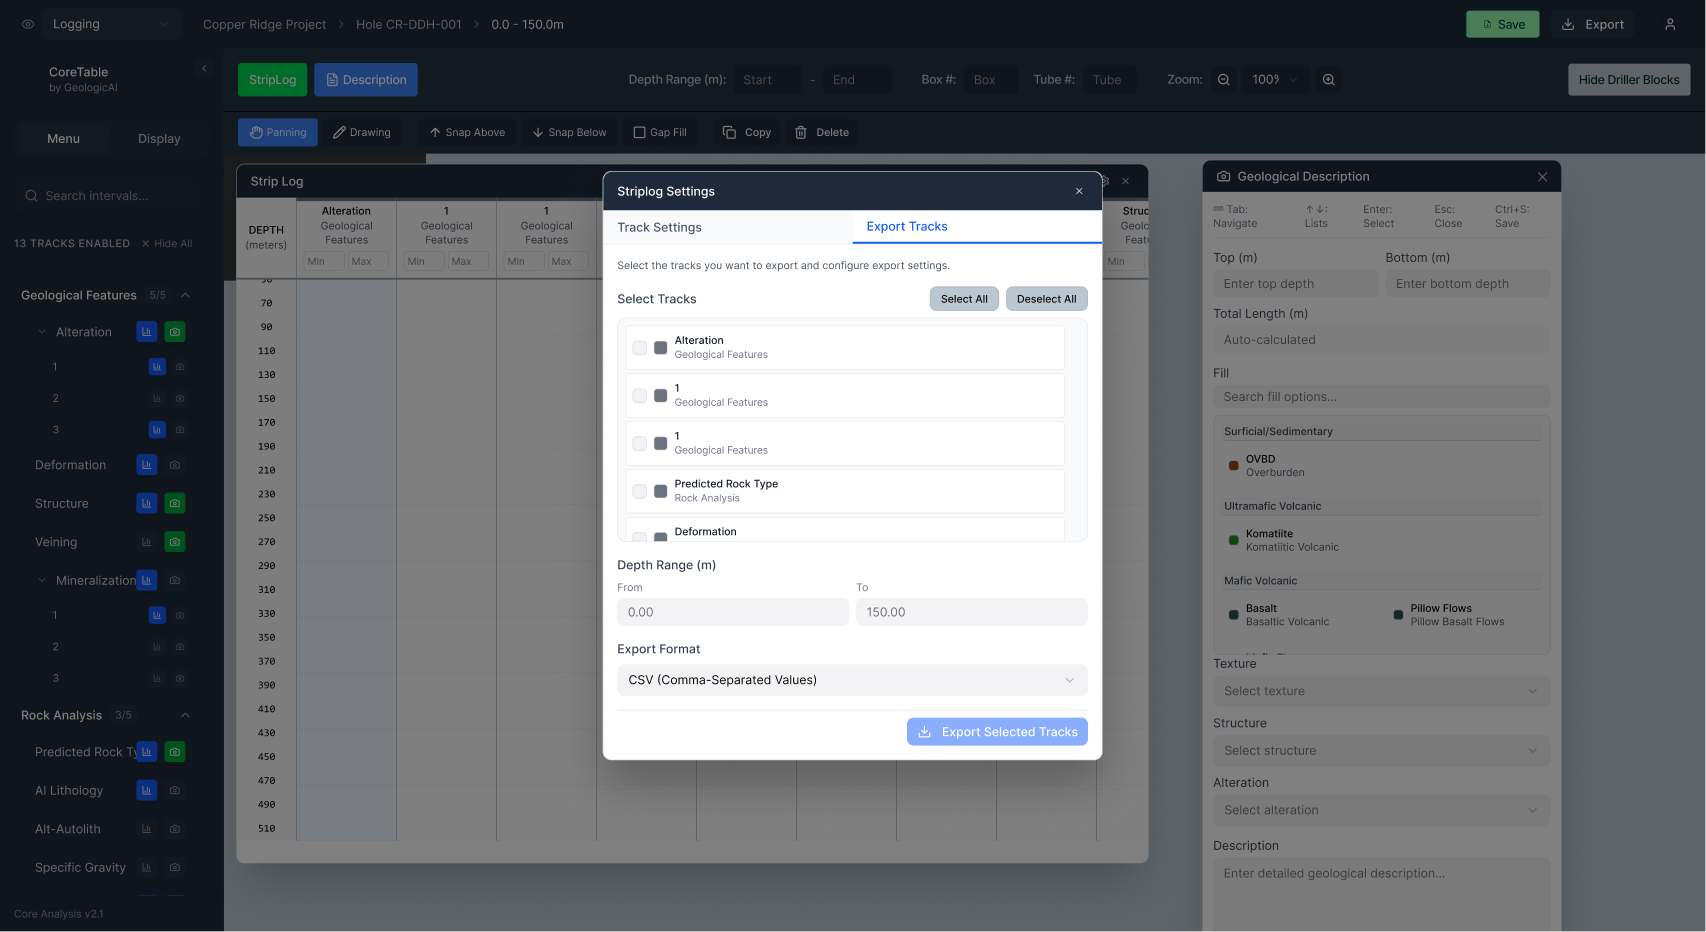 Logging
Copper Ridge Project > Hole CR-DDH-001 > 0.0 - 150.0m
Save
Export
CoreTable
by GeologicAI
StripLog
Description
Depth Range (m):
Start
-
End
Box #:
Box
Tube #:
Tube
Zoom:
100%
Hide Driller Blocks
Menu
Display
Panning
Drawing
Snap Above
Snap Below
Gap Fill
Copy
Delete
Search intervals...
13 TRACKS ENABLED
Hide All
Geological Features 5/5
Alteration
1
2
3
Deformation
Structure
Veining
Mineralization
1
2
3
Rock Analysis 3/5
Predicted Rock Ty
AI Lithology
Alt-Autolith
Specific Gravity
Core Analysis v2.1
Strip Log
DEPTH
(meters)
Alteration
Geological
Features
Min
Max
1
Geological
Features
Min
Max
1
Geological
Features
Min
Max
Struc
Geol
Feat
Min
70
90
110
130
150
170
190
210
230
250
270
290
310
330
350
370
390
410
430
450
470
490
510
Striplog Settings
Track Settings
Export Tracks
Select the tracks you want to export and configure export settings.
Select Tracks
Select All
Deselect All
Alteration
Geological Features
1
Geological Features
1
Geological Features
Predicted Rock Type
Rock Analysis
Deformation
Depth Range (m)
From
To
0.00
150.00
Export Format
CSV (Comma-Separated Values)
Export Selected Tracks
Geological Description
Tab:
Navigate
↑↓:
Lists
Enter:
Select
Esc:
Close
Ctrl+S:
Save
Top (m)
Bottom (m)
Enter top depth
Enter bottom depth
Total Length (m)
Auto-calculated
Fill
Search fill options...
Surficial/Sedimentary
OVBD
Overburden
Ultramafic Volcanic
Komatiite
Komatiitic Volcanic
Mafic Volcanic
Basalt
Basaltic Volcanic
Pillow Flows
Pillow Basalt Flows
Texture
Select texture
Structure
Select structure
Alteration
Select alteration
Description
Enter detailed geological description...